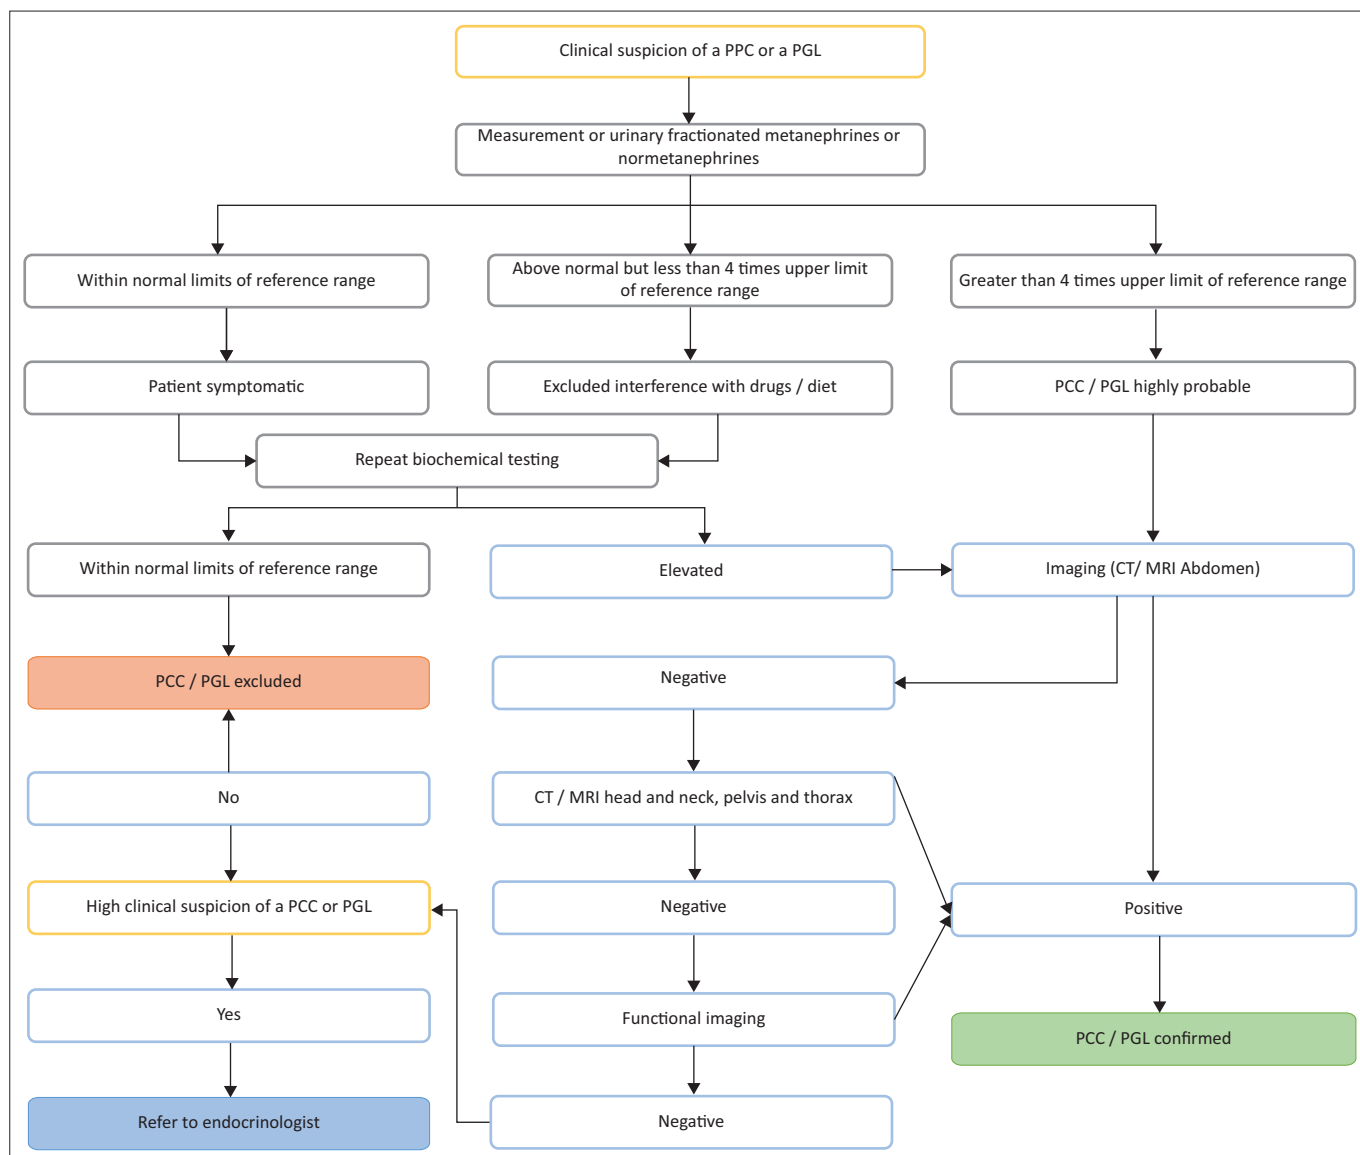 Clinical suspicion of a PPC or a PGL
Measurement or urinary fractionated metanephrines or
normetanephrines
Within normal limits of reference range
Above normal but less than 4 times upper limit
of reference range
Greater than 4 times upper limit of reference range
Patient symptomatic
Excluded interference with drugs / diet
PCC / PGL highly probable
Repeat biochemical testing
Within normal limits of reference range
Elevated
Imaging (CT/ MRI Abdomen)
PCC / PGL excluded
Negative
No
CT / MRI head and neck, pelvis and thorax
High clinical suspicion of a PCC or PGL
Negative
Positive
Yes
Functional imaging
PCC / PGL confirmed
Refer to endocrinologist
Negative